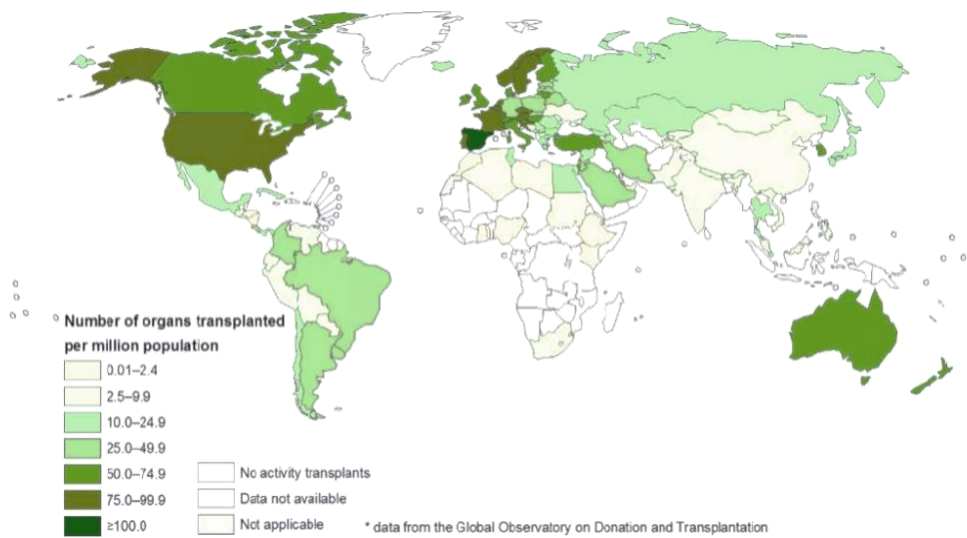 Number of organs transplanted
per million population
0.01–2.4
2.5–9.9
10.0–24.9
25.0–49.9
50.0–74.9
75.0–99.9
≥100.0
No activity transplants
Data not available
Not applicable
* data from the Global Observatory on Donation and Transplantation